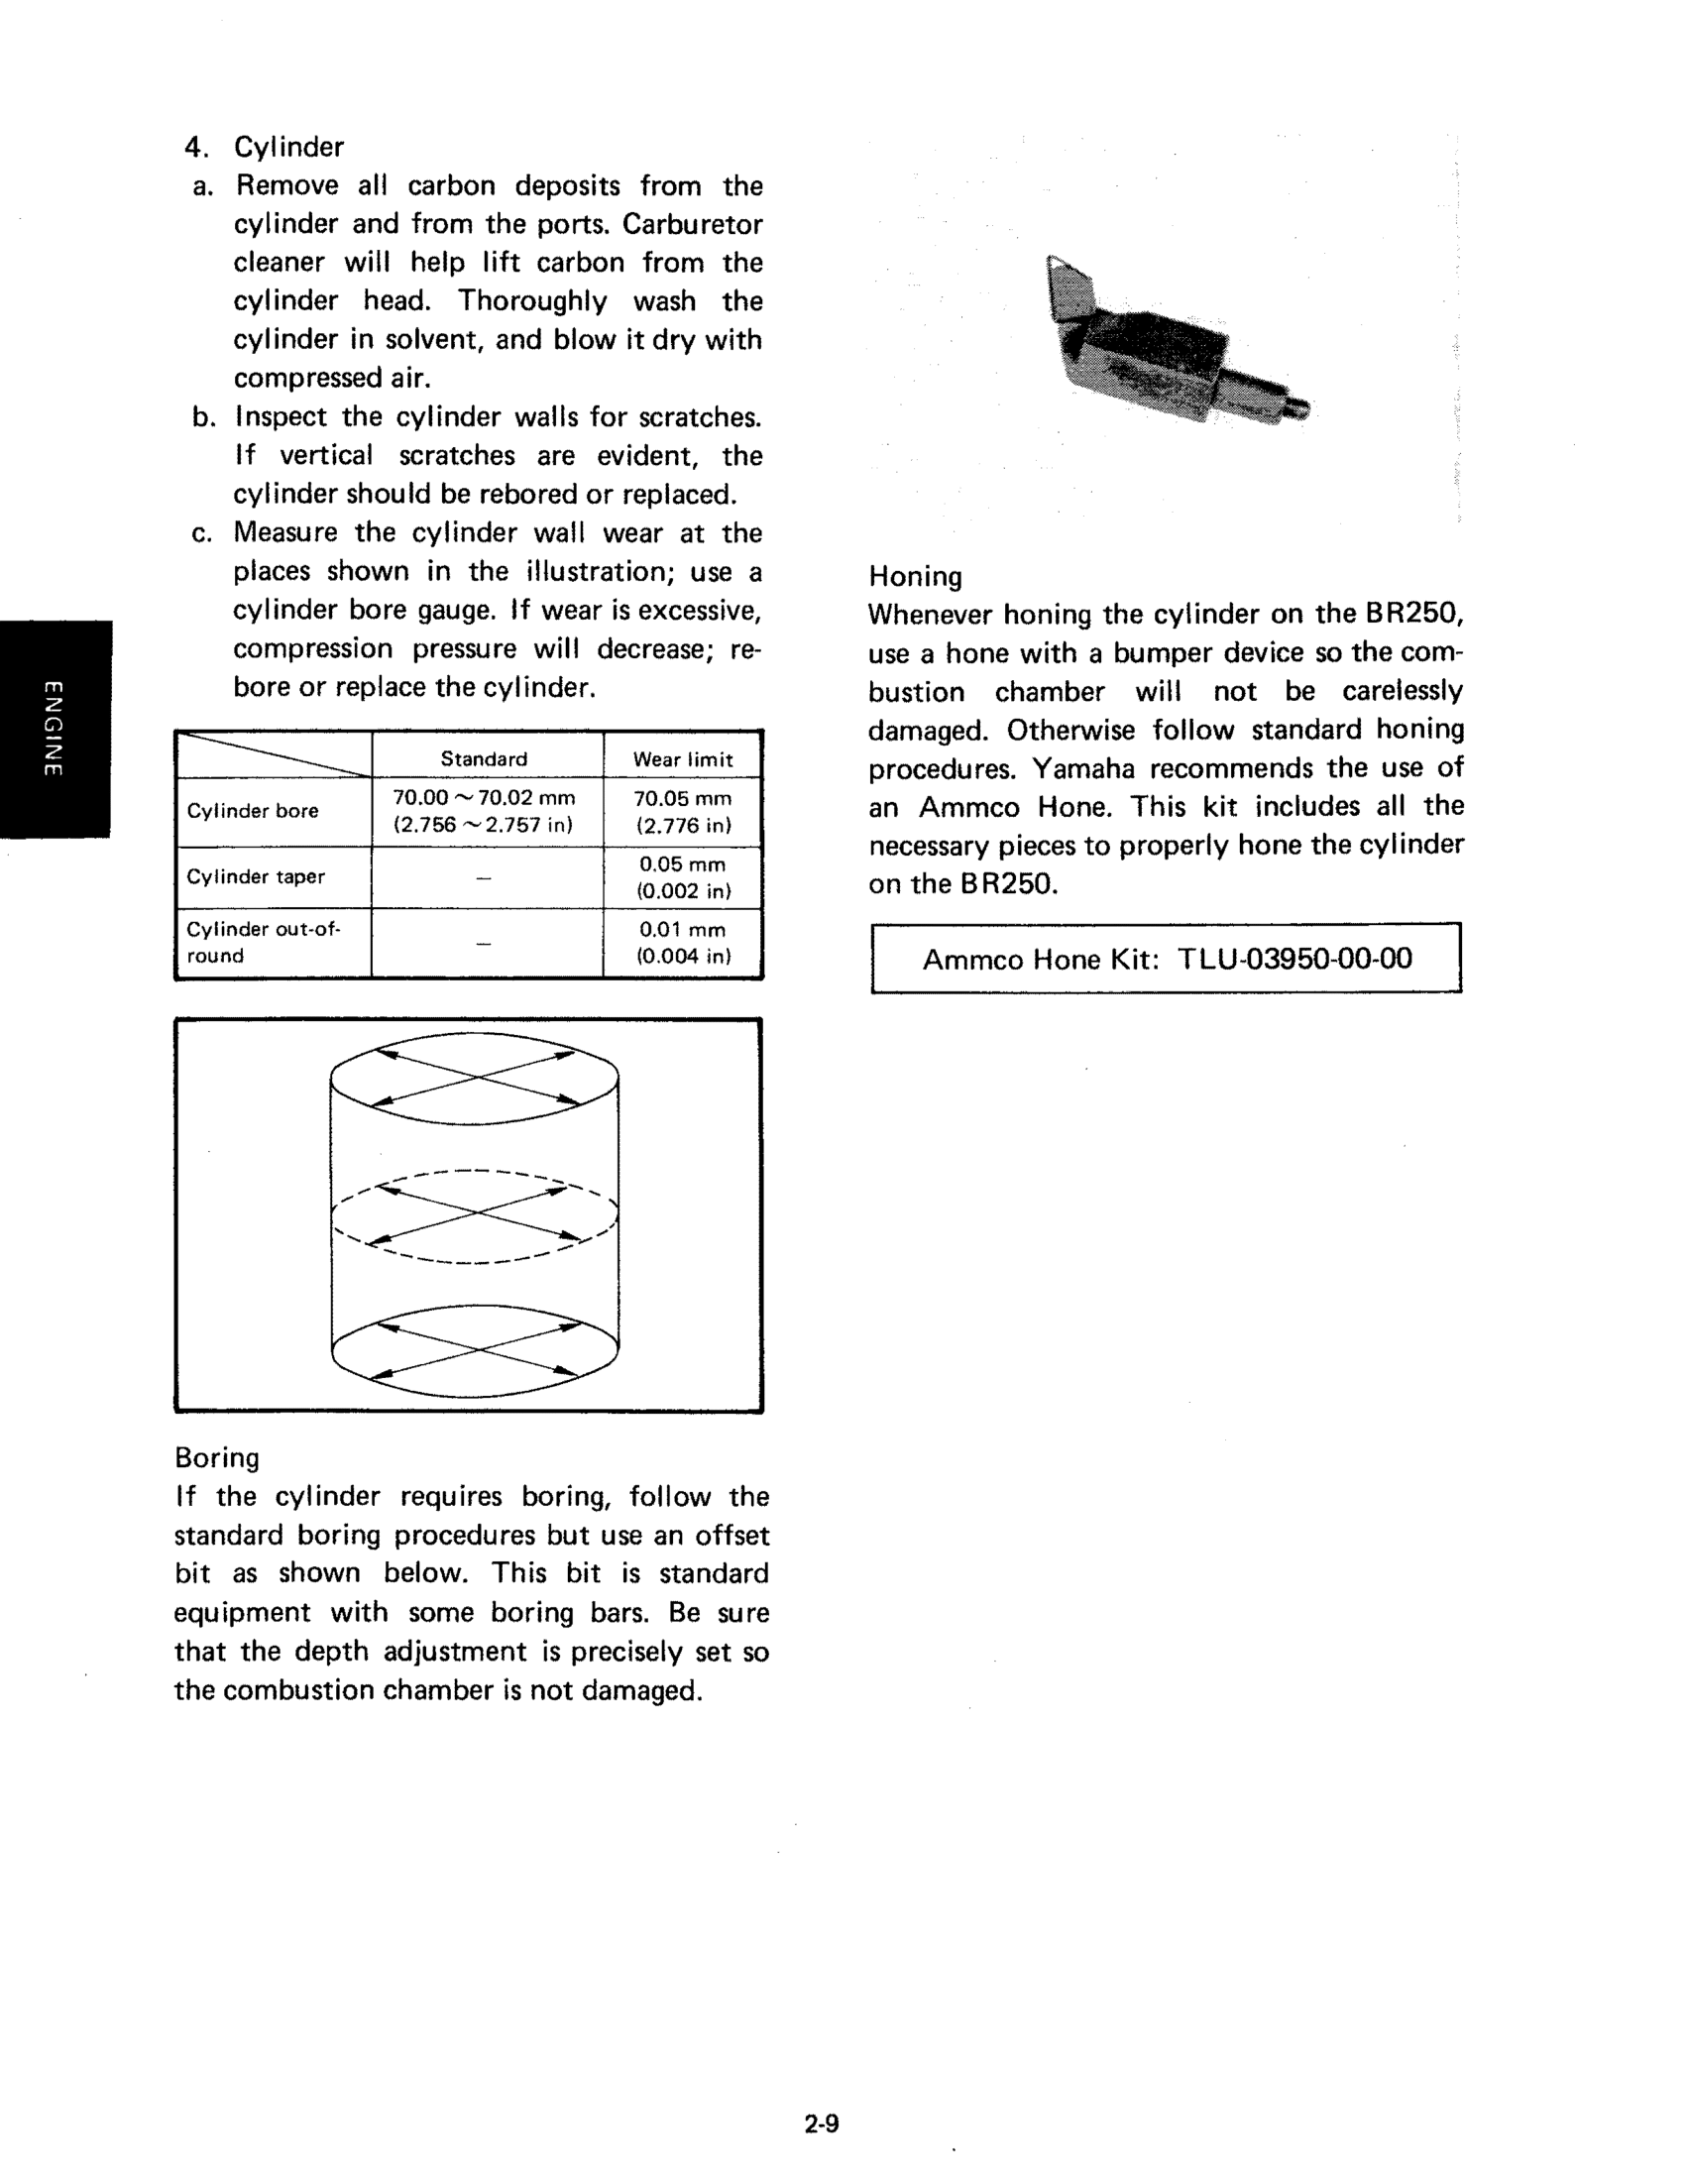 4. Cylinder
a. Remove all carbon deposits from the
cylinder and from the ports. Carburetor
cleaner will help lift carbon from the
cylinder head. Thoroughly wash the
cylinder in solvent, and blow it dry with
compressed air.
b. Inspect the cylinder walls for scratches.
If vertical scratches are evident, the
cylinder should be rebored or replaced.
c. Measure the cylinder wall wear at the
places shown in the illustration; use a
cylinder bore gauge. If wear is excessive,
compression pressure will decrease; re-
bore or replace the cylinder.
ENGINE
Standard Wear limit
Cylinder bore 70.00 ~ 70.02 mm 70.05 mm
(2.756 ~ 2.757 in) (2.776 in)
Cylinder taper – 0.05 mm
(0.002 in)
Cylinder out-of- – 0.01 mm
round (0.004 in)
Boring
If the cylinder requires boring, follow the
standard boring procedures but use an offset
bit as shown below. This bit is standard
equipment with some boring bars. Be sure
that the depth adjustment is precisely set so
the combustion chamber is not damaged.
Honing
Whenever honing the cylinder on the BR250,
use a hone with a bumper device so the com-
bustion chamber will not be carelessly
damaged. Otherwise follow standard honing
procedures. Yamaha recommends the use of
an Ammco Hone. This kit includes all the
necessary pieces to properly hone the cylinder
on the BR250.
Ammco Hone Kit: TLU-03950-00-00
2-9